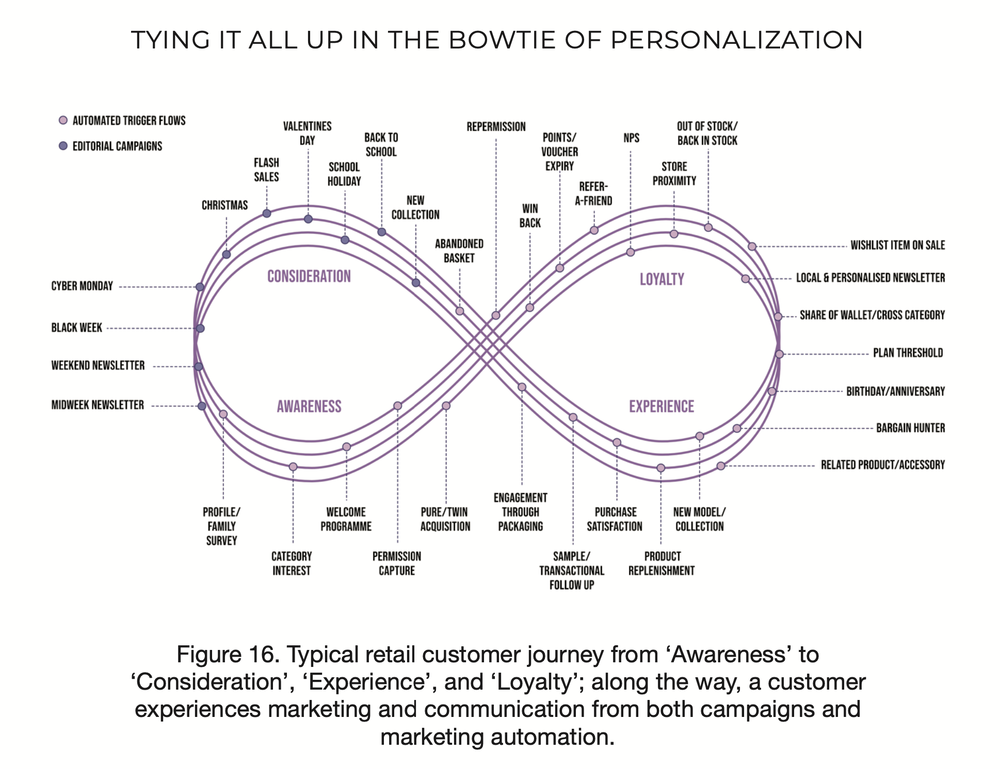 TYING IT ALL UP IN THE BOWTIE OF PERSONALIZATION
AUTOMATED TRIGGER FLOWS
EDITORIAL CAMPAIGNS
CYBER MONDAY
BLACK WEEK
WEEKEND NEWSLETTER
MIDWEEK NEWSLETTER
CHRISTMAS
FLASH
SALES
VALENTINES
DAY
SCHOOL
HOLIDAY
BACK TO
SCHOOL
NEW
COLLECTION
ABANDONED
BASKET
REPERMISSION
WIN
BACK
POINTS/
VOUCHER
EXPIRY
REFER-
A-FRIEND
NPS
STORE
PROXIMITY
OUT OF STOCK/
BACK IN STOCK
WISHLIST ITEM ON SALE
LOCAL & PERSONALISED NEWSLETTER
SHARE OF WALLET/CROSS CATEGORY
PLAN THRESHOLD
BIRTHDAY/ANNIVERSARY
BARGAIN HUNTER
RELATED PRODUCT/ACCESSORY
CONSIDERATION
LOYALTY
AWARENESS
EXPERIENCE
PROFILE/
FAMILY
SURVEY
CATEGORY
INTEREST
WELCOME
PROGRAMME
PERMISSION
CAPTURE
PURE/TWIN
ACQUISITION
ENGAGEMENT
THROUGH
PACKAGING
SAMPLE/
TRANSACTIONAL
FOLLOW UP
PURCHASE
SATISFACTION
PRODUCT
REPLENISHMENT
NEW MODEL/
COLLECTION
Figure 16. Typical retail customer journey from ‘Awareness’ to
‘Consideration’, ‘Experience’, and ‘Loyalty’; along the way, a customer
experiences marketing and communication from both campaigns and
marketing automation.